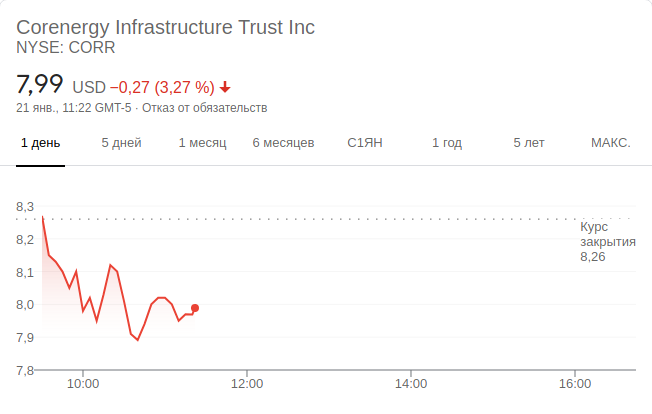 Corenergy Infrastructure Trust Inc
NYSE: CORR
7,99 USD −0,27 (3,27 %)
21 янв., 11:22 GMT-5 · Отказ от обязательств
1 день 5 дней 1 месяц 6 месяцев С1ЯН 1 год 5 лет МАКС.
8,3
Курс
закрытия
8,26
8,2
8,1
8,0
7,9
7,8
10:00 12:00 14:00 16:00